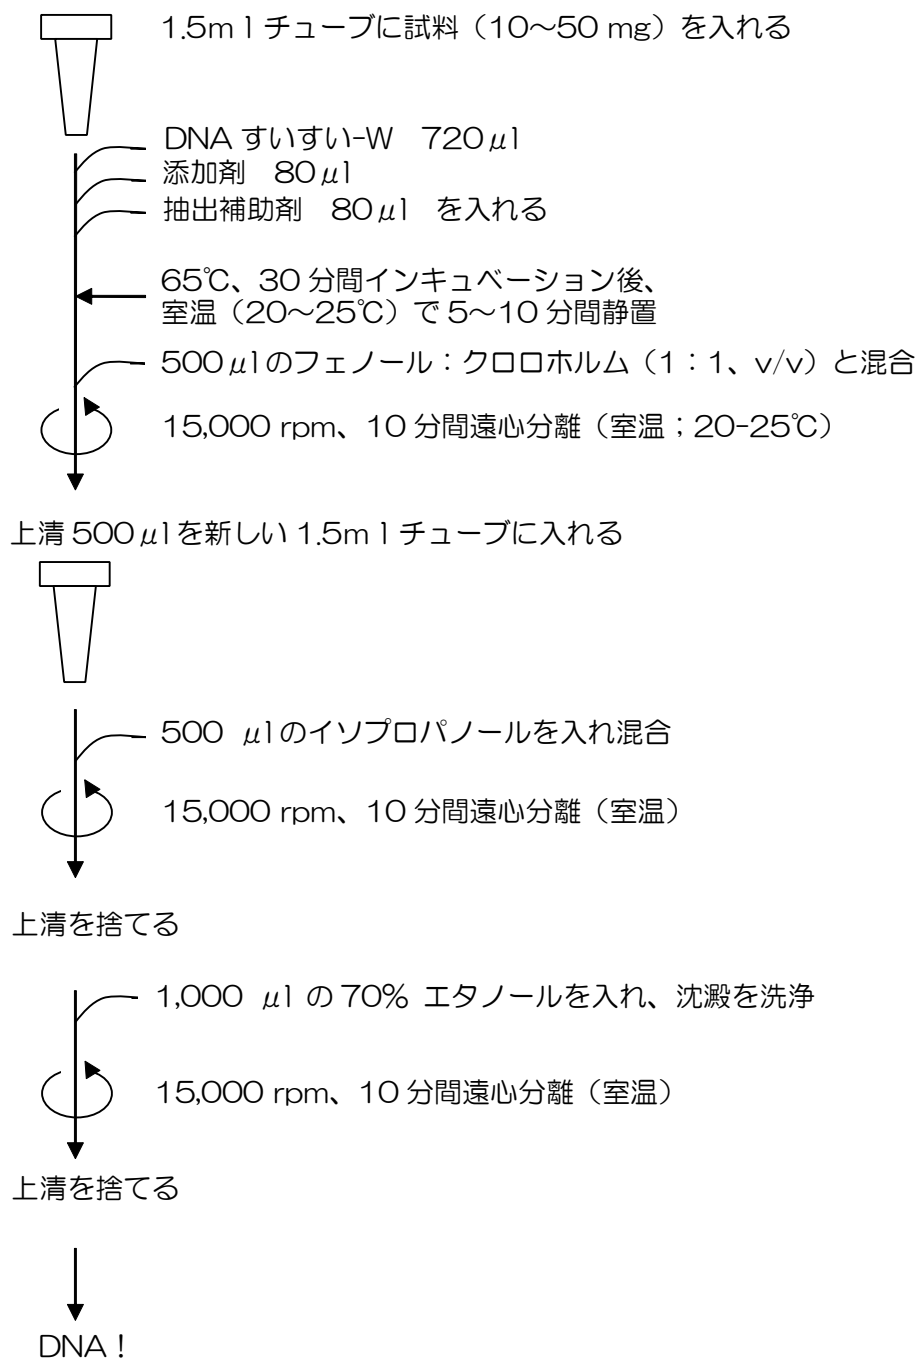 1.5mlチューブに試料（10～50 mg）を入れる
DNA すいすい-W　720μl
添加剤　80μl
抽出補助剤　80μl　を入れる
65℃、30 分間インキュベーション後、
室温（20～25℃）で 5～10 分間静置
500μlのフェノール：クロロホルム（1：1、v/v）と混合
15,000 rpm、10 分間遠心分離（室温；20-25℃）
上清 500μlを新しい 1.5mlチューブに入れる
500　μlのイソプロパノールを入れ混合
15,000 rpm、10 分間遠心分離（室温）
上清を捨てる
1,000　μl の 70% エタノールを入れ、沈澱を洗浄
15,000 rpm、10 分間遠心分離（室温）
上清を捨てる
DNA！